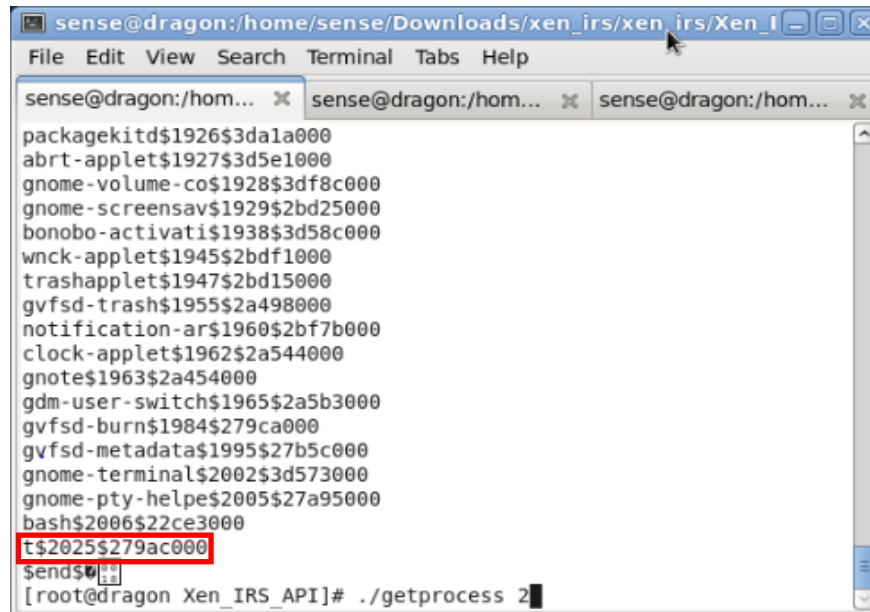 sense@dragon:/home/sense/Downloads/xen_irs/xen_irs/Xen_I
File Edit View Search Terminal Tabs Help
sense@dragon:/hom... sense@dragon:/hom... sense@dragon:/hom...
packagekitd$1926$3da1a000
abrt-applet$1927$3d5e1000
gnome-volume-co$1928$3df8c000
gnome-screensav$1929$2bd25000
bonobo-activati$1938$3d58c000
wnck-applet$1945$2bdf1000
trashapplet$1947$2bd15000
gvfsd-trash$1955$2a498000
notification-ar$1960$2bf7b000
clock-applet$1962$2a544000
gnote$1963$2a454000
gdm-user-switch$1965$2a5b3000
gvfsd-burn$1984$279ca000
gvfsd-metadata$1995$27b5c000
gnome-terminal$2002$3d573000
gnome-pty-helpe$2005$27a95000
bash$2006$22ce3000
t$2025$279ac000
$end$
[root@dragon Xen_IRS_API]# ./getprocess 2